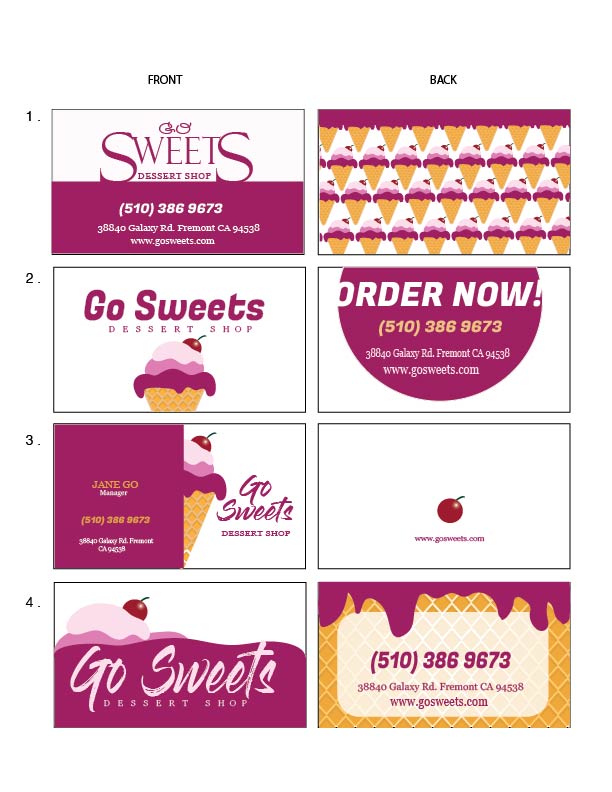 FRONT BACK
1 .
GO
SWEETS
DESSERT SHOP
(510) 386 9673
38840 Galaxy Rd. Fremont CA 94538
www.gosweets.com
2 .
Go Sweets
DESSERT SHOP
ORDER NOW!
(510) 386 9673
38840 Galaxy Rd. Fremont CA 94538
www.gosweets.com
3 .
JANE GO
Manager
(510) 386 9673
38840 Galaxy Rd. Fremont
CA 94538
Go
Sweets
DESSERT SHOP
www.gosweets.com
4 .
Go Sweets
DESSERT SHOP
(510) 386 9673
38840 Galaxy Rd. Fremont CA 94538
www.gosweets.com